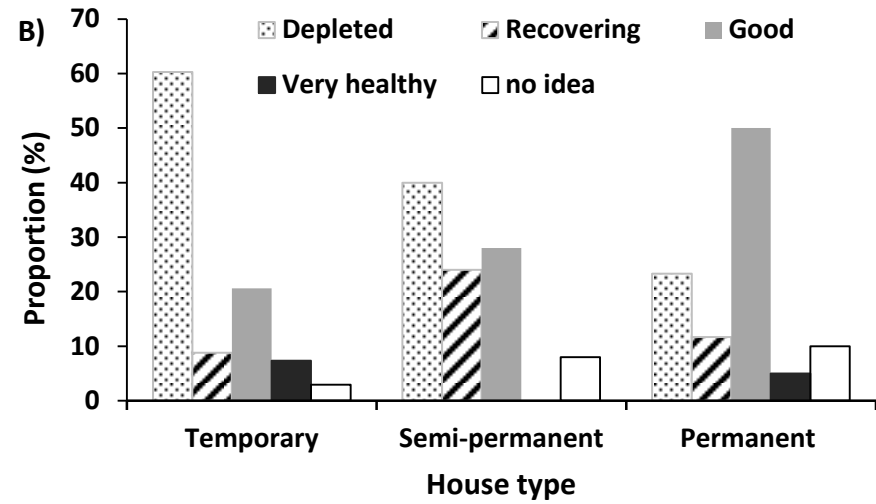 B)
Depleted Recovering Good
Very healthy no idea
Proportion (%)
70
60
50
40
30
20
10
0
Temporary Semi-permanent Permanent
House type